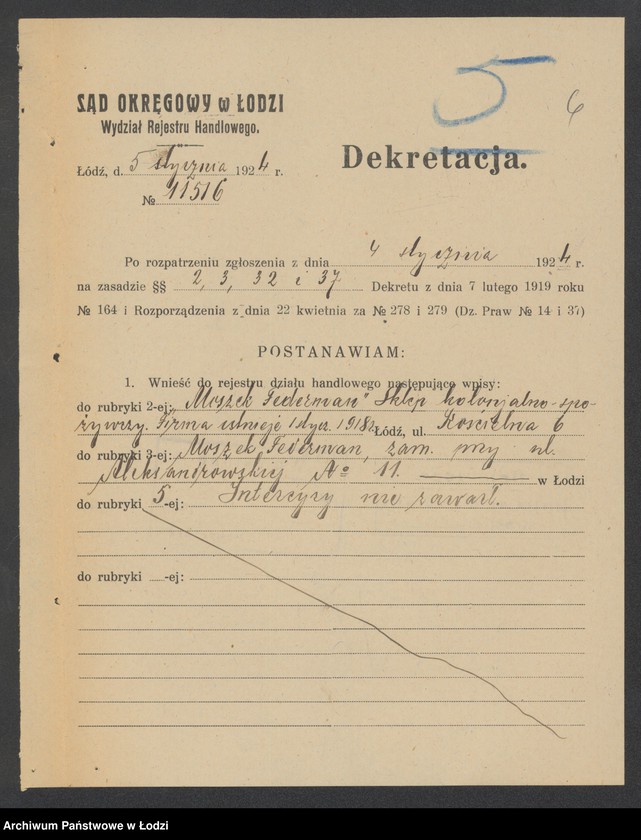 5
6
SĄD OKRĘGOWY w ŁODZI
Wydział Rejestru Handlowego.
Łódź, d. 5 stycznia 1924 r.
№ 11516
Dekretacja.
Po rozpatrzeniu zgłoszenia z dnia 4 stycznia 1924 r.
na zasadzie §§ 2, 3, 32 i 37 Dekretu z dnia 7 lutego 1919 roku
№ 164 i Rozporządzenia z dnia 22 kwietnia za № 278 i 279 (Dz. Praw № 14 i 37)
POSTANAWIAM:
1. Wnieść do rejestru działu handlowego następujące wpisy:
do rubryki 2-ej: „Moszek Federman" Sklep kolonjalno-spo-
żywczy. Firma istnieje 1 stycz. 1918 r. Łódź, ul. Kościelna 6
do rubryki 3-ej: Moszek Federman, zam. przy ul.
Aleksandrowskiej № 11. w Łodzi
do rubryki 5-ej: Intercyzy nie zawarł.
do rubryki -ej:
Archiwum Państwowe w Łodzi